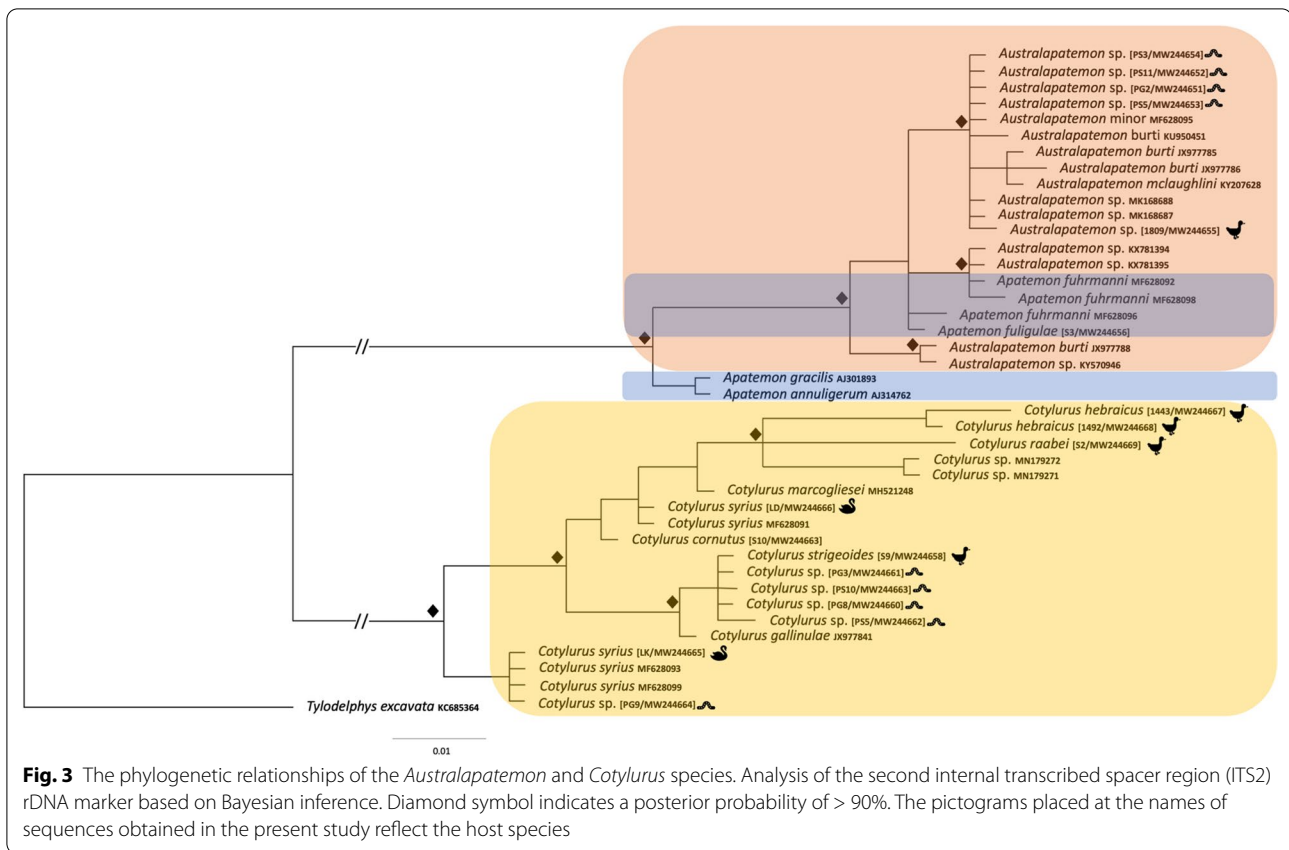 Australapatemon sp. [PS3/MW244654]
Australapatemon sp. [PS11/MW244652]
Australapatemon sp. [PG2/MW244651]
Australapatemon sp. [PS5/MW244653]
Australapatemon minor MF628095
Australapatemon burti KU950451
Australapatemon burti JX977785
Australapatemon burti JX977786
Australapatemon mclaughlini KY207628
Australapatemon sp. MK168688
Australapatemon sp. MK168687
Australapatemon sp. [1809/MW244655]
Australapatemon sp. KX781394
Australapatemon sp. KX781395
Apatemon fuhrmanni MF628092
Apatemon fuhrmanni MF628098
Apatemon fuhrmanni MF628096
Apatemon fuligulae [S3/MW244656]
Australapatemon burti JX977788
Australapatemon sp. KY570946
Apatemon gracilis AJ301893
Apatemon annuligerum AJ314762
Cotylurus hebraicus [1443/MW244667]
Cotylurus hebraicus [1492/MW244668]
Cotylurus raabei [S2/MW244669]
Cotylurus sp. MN179272
Cotylurus sp. MN179271
Cotylurus marcogliesei MH521248
Cotylurus syrius [LD/MW244666]
Cotylurus syrius MF628091
Cotylurus cornutus [S10/MW244663]
Cotylurus strigeoides [S9/MW244658]
Cotylurus sp. [PG3/MW244661]
Cotylurus sp. [PS10/MW244663]
Cotylurus sp. [PG8/MW244660]
Cotylurus sp. [PS5/MW244662]
Cotylurus gallinulae JX977841
Cotylurus syrius [LK/MW244665]
Cotylurus syrius MF628093
Cotylurus syrius MF628099
Cotylurus sp. [PG9/MW244664]
Tylodelphys excavata KC685364
0.01
Fig. 3 The phylogenetic relationships of the Australapatemon and Cotylurus species. Analysis of the second internal transcribed spacer region (ITS2)
rDNA marker based on Bayesian inference. Diamond symbol indicates a posterior probability of > 90%. The pictograms placed at the names of
sequences obtained in the present study reflect the host species